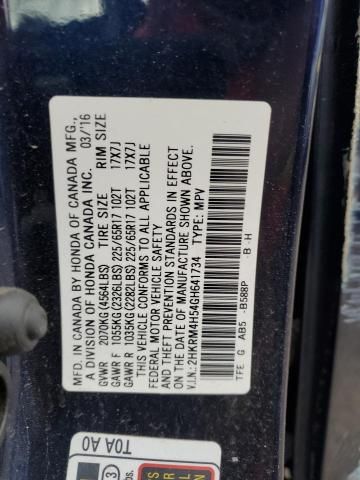 MFD. IN CANADA BY HONDA OF CANADA MFG.,
A DIVISION OF HONDA CANADA INC. 03/'16
GVWR 2070KG (4564LBS) TIRE SIZE RIM SIZE
GAWR F 1055KG (2326LBS) 225/65R17 102T 17X7J
GAWR R 1035KG (2282LBS) 225/65R17 102T 17X7J
THIS VEHICLE CONFORMS TO ALL APPLICABLE
FEDERAL MOTOR VEHICLE SAFETY
AND THEFT PREVENTION STANDARDS IN EFFECT
ON THE DATE OF MANUFACTURE SHOWN ABOVE.
V.I.N.: 2HKRM4H54GH641734 TYPE: MPV
TFE G AB5 -B588P -B -H
T0A A0